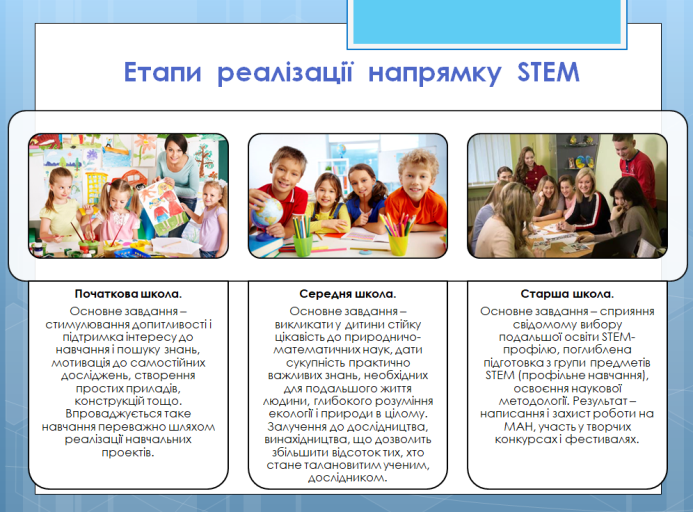 Етапи реалізації напрямку STEM
Початкова школа.
Основне завдання –
стимулювання допитливості і
підтримка інтересу до
навчання і пошуку знань,
мотивація до самостійних
досліджень, створення
простих приладів,
конструкцій тощо.
Впроваджується таке
навчання переважно шляхом
реалізації навчальних
проектів.
Середня школа.
Основне завдання –
викликати у дитини стійку
цікавість до природничо-
математичних наук, дати
сукупність практично
важливих знань, необхідних
для подальшого життя
людини, глибокого розуміння
екології і природи в цілому.
Залучення до дослідництва,
винахідництва, що дозволить
збільшити відсоток тих, хто
стане талановитим ученим,
дослідником.
Старша школа.
Основне завдання – сприяння
свідомому вибору
подальшої освіти STEM-
профілю, поглиблена
підготовка з групи предметів
STEM (профільне навчання),
освоєння наукової
методології. Результат –
написання і захист роботи на
МАН, участь у творчих
конкурсах і фестивалях.